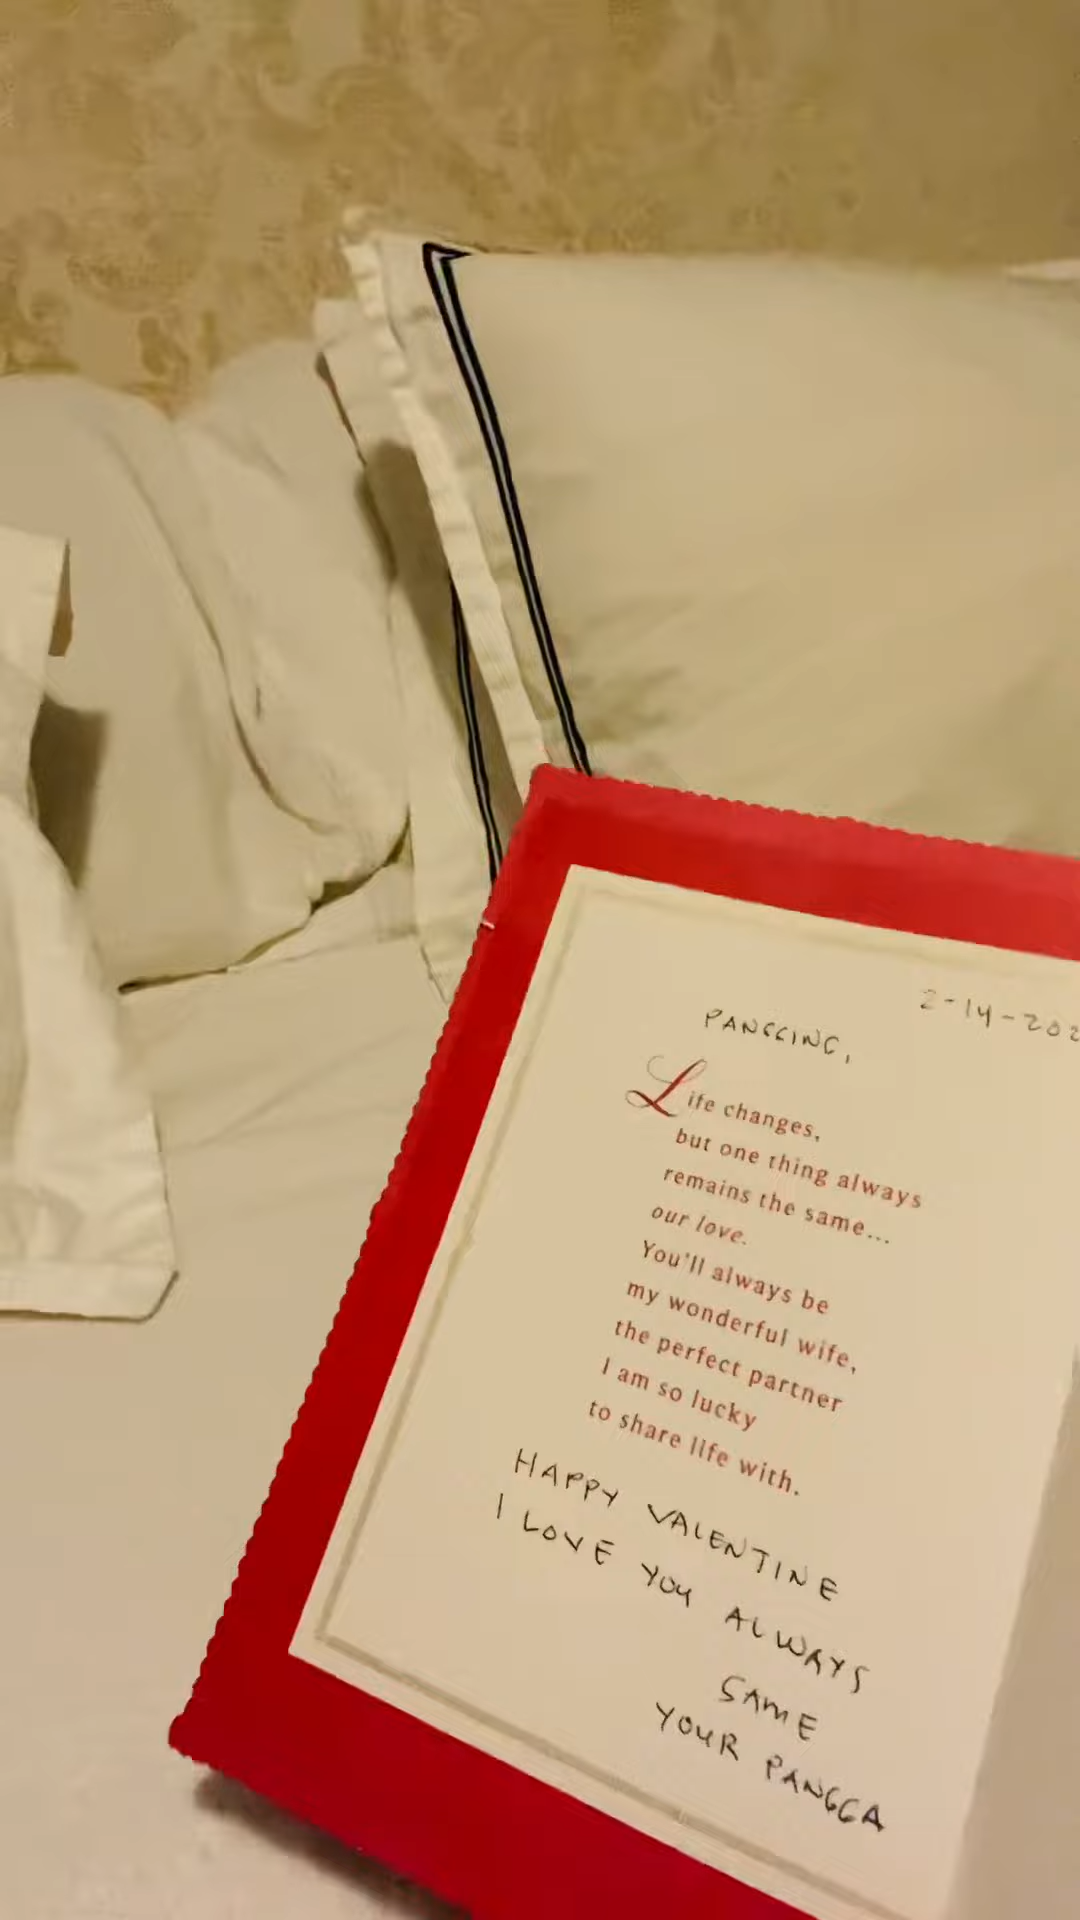 2-14-202
PANGGING,
Life changes,
but one thing always
remains the same...
our love.
You'll always be
my wonderful wife,
the perfect partner
I am so lucky
to share life with.
HAPPY VALENTINE
I LOVE YOU ALWAYS
SAME
YOUR PANGGA